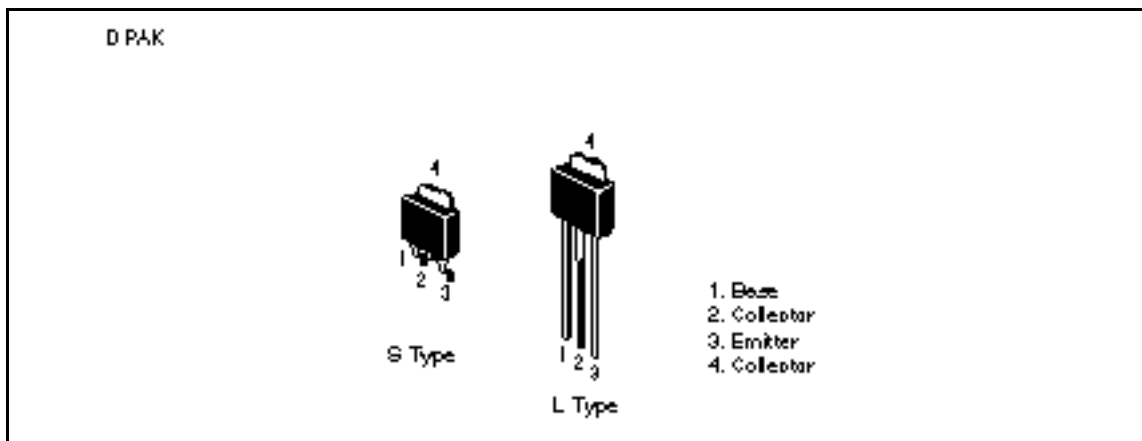 D PAK
4
4
1
2
3
S Type
1
2
3
L Type
1. Base
2. Collector
3. Emitter
4. Collector